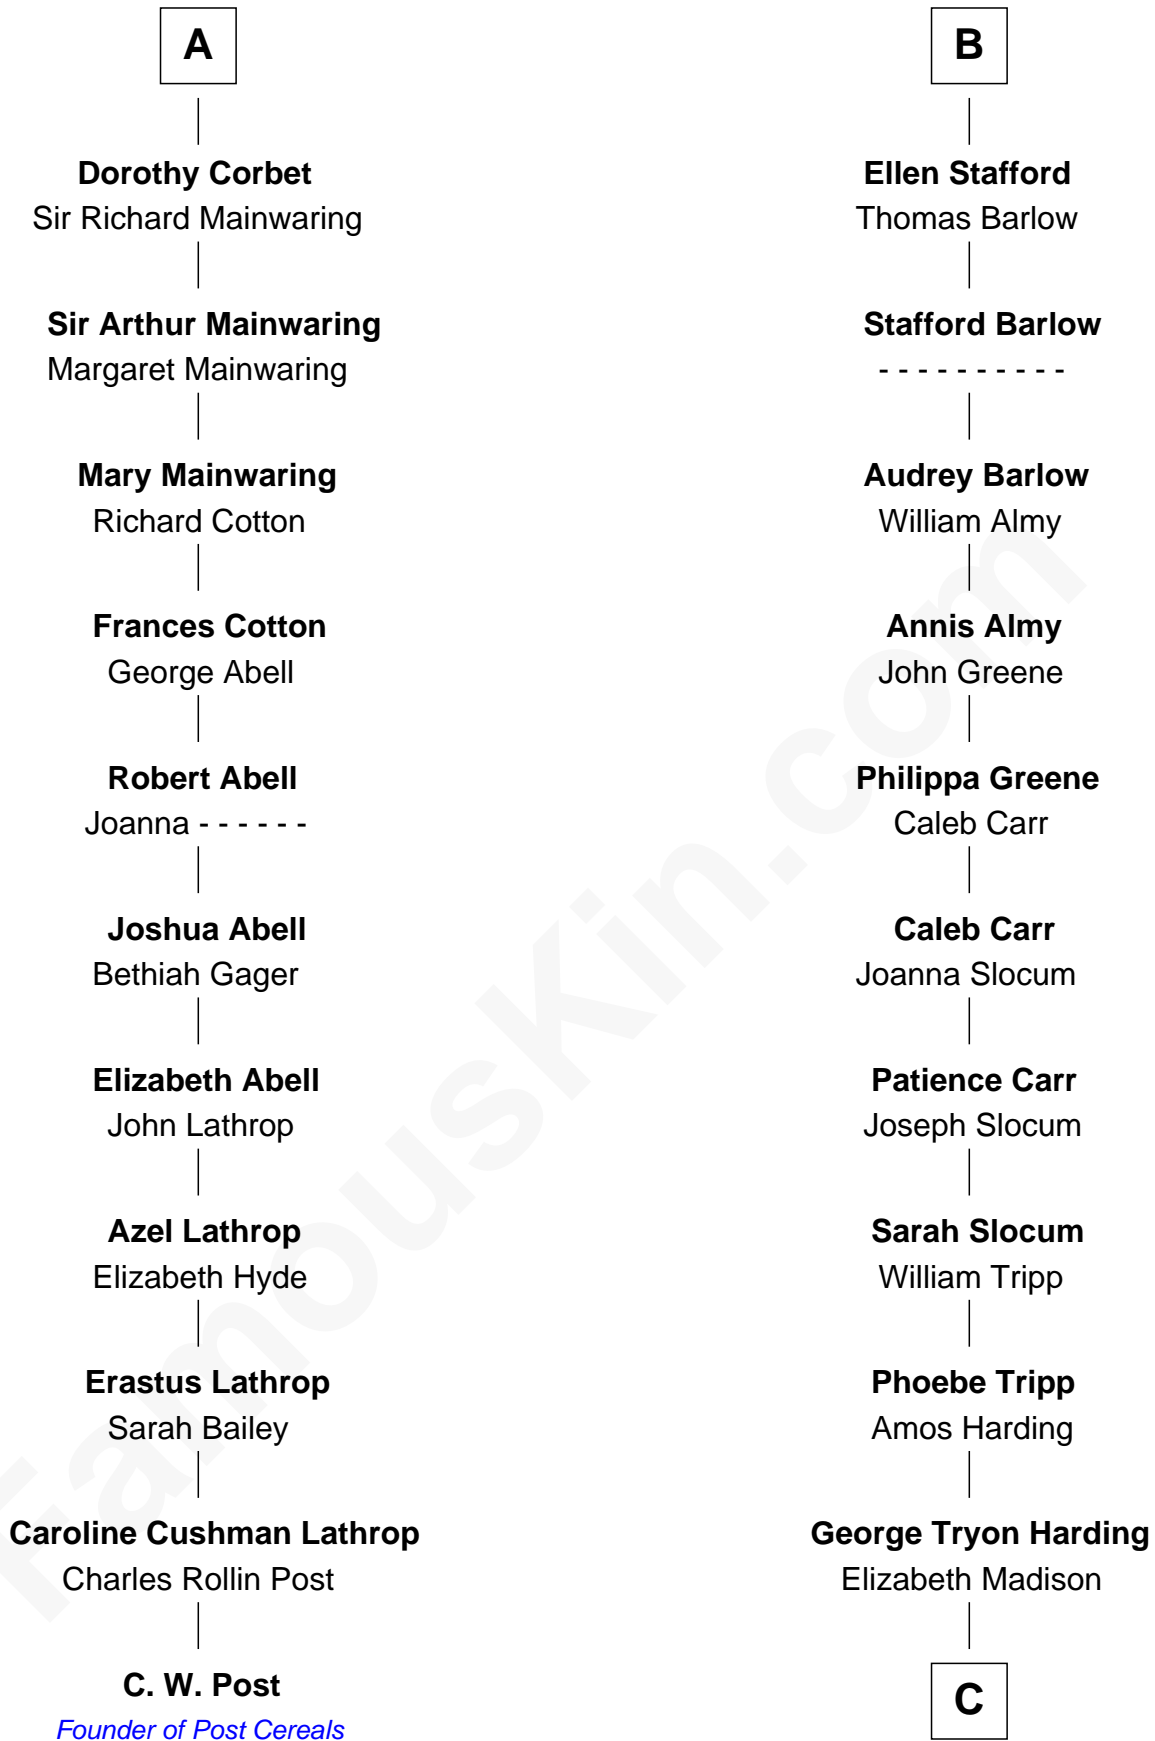 A
Dorothy Corbet
Sir Richard Mainwaring
Sir Arthur Mainwaring
Margaret Mainwaring
Mary Mainwaring
Richard Cotton
Frances Cotton
George Abell
Robert Abell
Joanna - - - - - -
Joshua Abell
Bethiah Gager
Elizabeth Abell
John Lathrop
Azel Lathrop
Elizabeth Hyde
Erastus Lathrop
Sarah Bailey
Caroline Cushman Lathrop
Charles Rollin Post
C. W. Post
Founder of Post Cereals
B
Ellen Stafford
Thomas Barlow
Stafford Barlow
- - - - - - - - - -
Audrey Barlow
William Almy
Annis Almy
John Greene
Philippa Greene
Caleb Carr
Caleb Carr
Joanna Slocum
Patience Carr
Joseph Slocum
Sarah Slocum
William Tripp
Phoebe Tripp
Amos Harding
George Tryon Harding
Elizabeth Madison
C
FamousKin.com